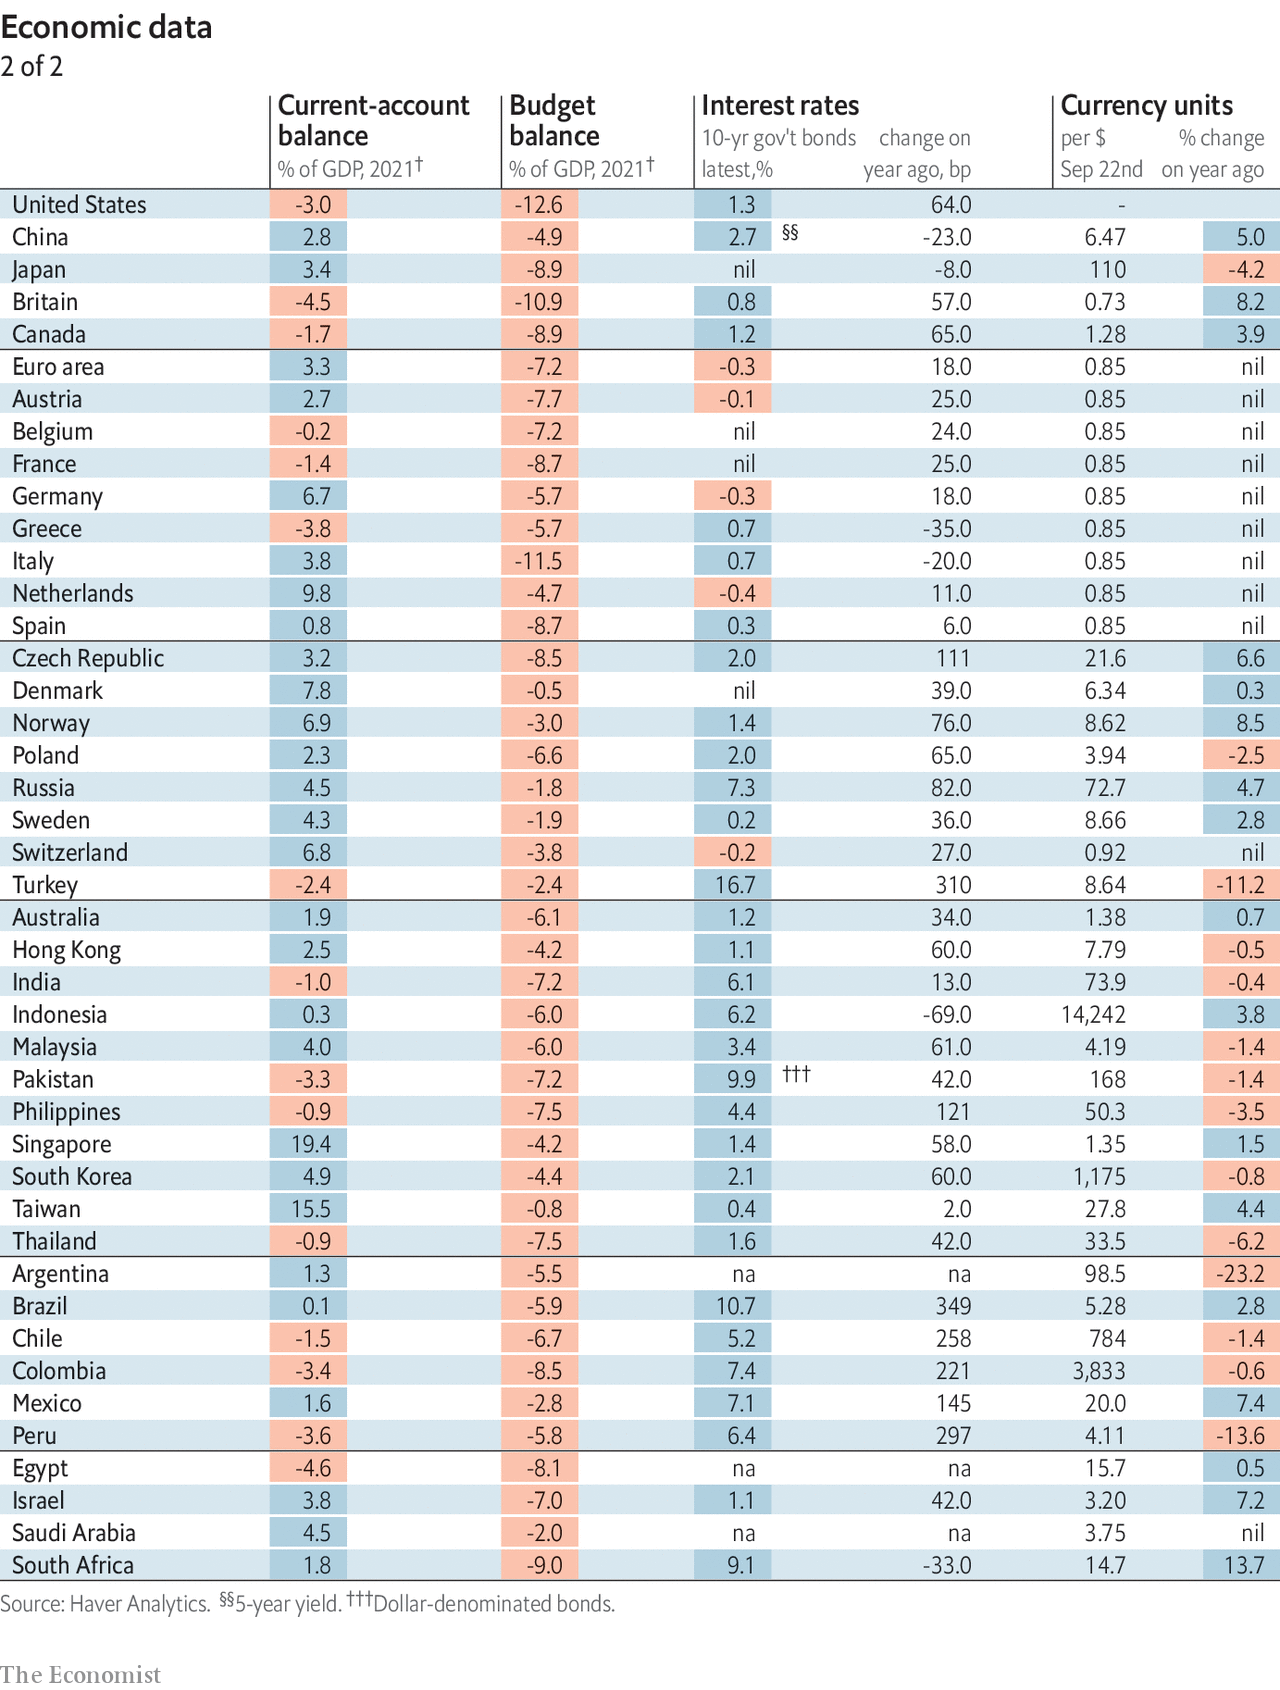 Economic data
2 of 2
Current-account balance Budget balance Interest rates Currency units
% of GDP, 2021† % of GDP, 2021† 10-yr gov't bonds latest,% change on year ago, bp per $ Sep 22nd % change on year ago
United States -3.0 -12.6 1.3 64.0 -
China 2.8 -4.9 2.7 §§ -23.0 6.47 5.0
Japan 3.4 -8.9 nil -8.0 110 -4.2
Britain -4.5 -10.9 0.8 57.0 0.73 8.2
Canada -1.7 -8.9 1.2 65.0 1.28 3.9
Euro area 3.3 -7.2 -0.3 18.0 0.85 nil
Austria 2.7 -7.7 -0.1 25.0 0.85 nil
Belgium -0.2 -7.2 nil 24.0 0.85 nil
France -1.4 -8.7 nil 25.0 0.85 nil
Germany 6.7 -5.7 -0.3 18.0 0.85 nil
Greece -3.8 -5.7 0.7 -35.0 0.85 nil
Italy 3.8 -11.5 0.7 -20.0 0.85 nil
Netherlands 9.8 -4.7 -0.4 11.0 0.85 nil
Spain 0.8 -8.7 0.3 6.0 0.85 nil
Czech Republic 3.2 -8.5 2.0 111 21.6 6.6
Denmark 7.8 -0.5 nil 39.0 6.34 0.3
Norway 6.9 -3.0 1.4 76.0 8.62 8.5
Poland 2.3 -6.6 2.0 65.0 3.94 -2.5
Russia 4.5 -1.8 7.3 82.0 72.7 4.7
Sweden 4.3 -1.9 0.2 36.0 8.66 2.8
Switzerland 6.8 -3.8 -0.2 27.0 0.92 nil
Turkey -2.4 -2.4 16.7 310 8.64 -11.2
Australia 1.9 -6.1 1.2 34.0 1.38 0.7
Hong Kong 2.5 -4.2 1.1 60.0 7.79 -0.5
India -1.0 -7.2 6.1 13.0 73.9 -0.4
Indonesia 0.3 -6.0 6.2 -69.0 14,242 3.8
Malaysia 4.0 -6.0 3.4 61.0 4.19 -1.4
Pakistan -3.3 -7.2 9.9 ††† 42.0 168 -1.4
Philippines -0.9 -7.5 4.4 121 50.3 -3.5
Singapore 19.4 -4.2 1.4 58.0 1.35 1.5
South Korea 4.9 -4.4 2.1 60.0 1,175 -0.8
Taiwan 15.5 -0.8 0.4 2.0 27.8 4.4
Thailand -0.9 -7.5 1.6 42.0 33.5 -6.2
Argentina 1.3 -5.5 na na 98.5 -23.2
Brazil 0.1 -5.9 10.7 349 5.28 2.8
Chile -1.5 -6.7 5.2 258 784 -1.4
Colombia -3.4 -8.5 7.4 221 3,833 -0.6
Mexico 1.6 -2.8 7.1 145 20.0 7.4
Peru -3.6 -5.8 6.4 297 4.11 -13.6
Egypt -4.6 -8.1 na na 15.7 0.5
Israel 3.8 -7.0 1.1 42.0 3.20 7.2
Saudi Arabia 4.5 -2.0 na na 3.75 nil
South Africa 1.8 -9.0 9.1 -33.0 14.7 13.7
Source: Haver Analytics. §§5-year yield. †††Dollar-denominated bonds.
The Economist